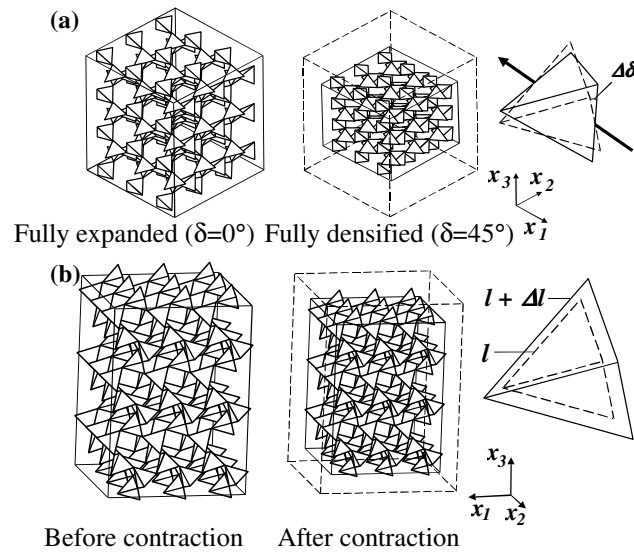 (a)
Δδ
x3
x2
x1
Fully expanded (δ=0°) Fully densified (δ=45°)
(b)
l + Δl
l
x3
x1
x2
Before contraction After contraction